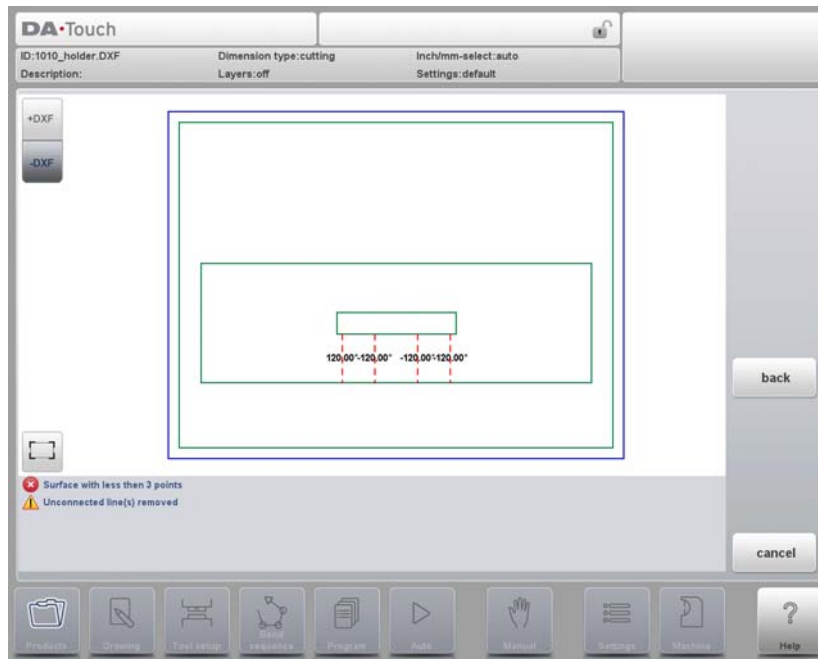 DA•Touch
ID:1010_holder.DXF Dimension type:cutting Inch/mm-select:auto
Description: Layers:off Settings:default
+DXF
-DXF
120,00°-120,00° -120,00°-120,00°
back
Surface with less then 3 points
Unconnected line(s) removed
cancel
Products Drawing Tool setup Bend sequence Program Auto Manual Settings Machine ? Help